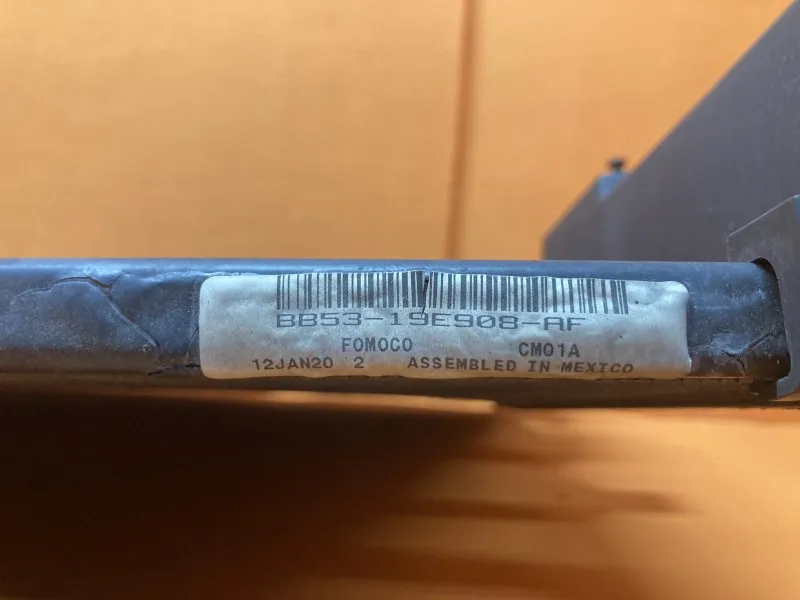 BB53-19E908-AF
FOMOCO CM01A
12JAN20 2 ASSEMBLED IN MEXICO